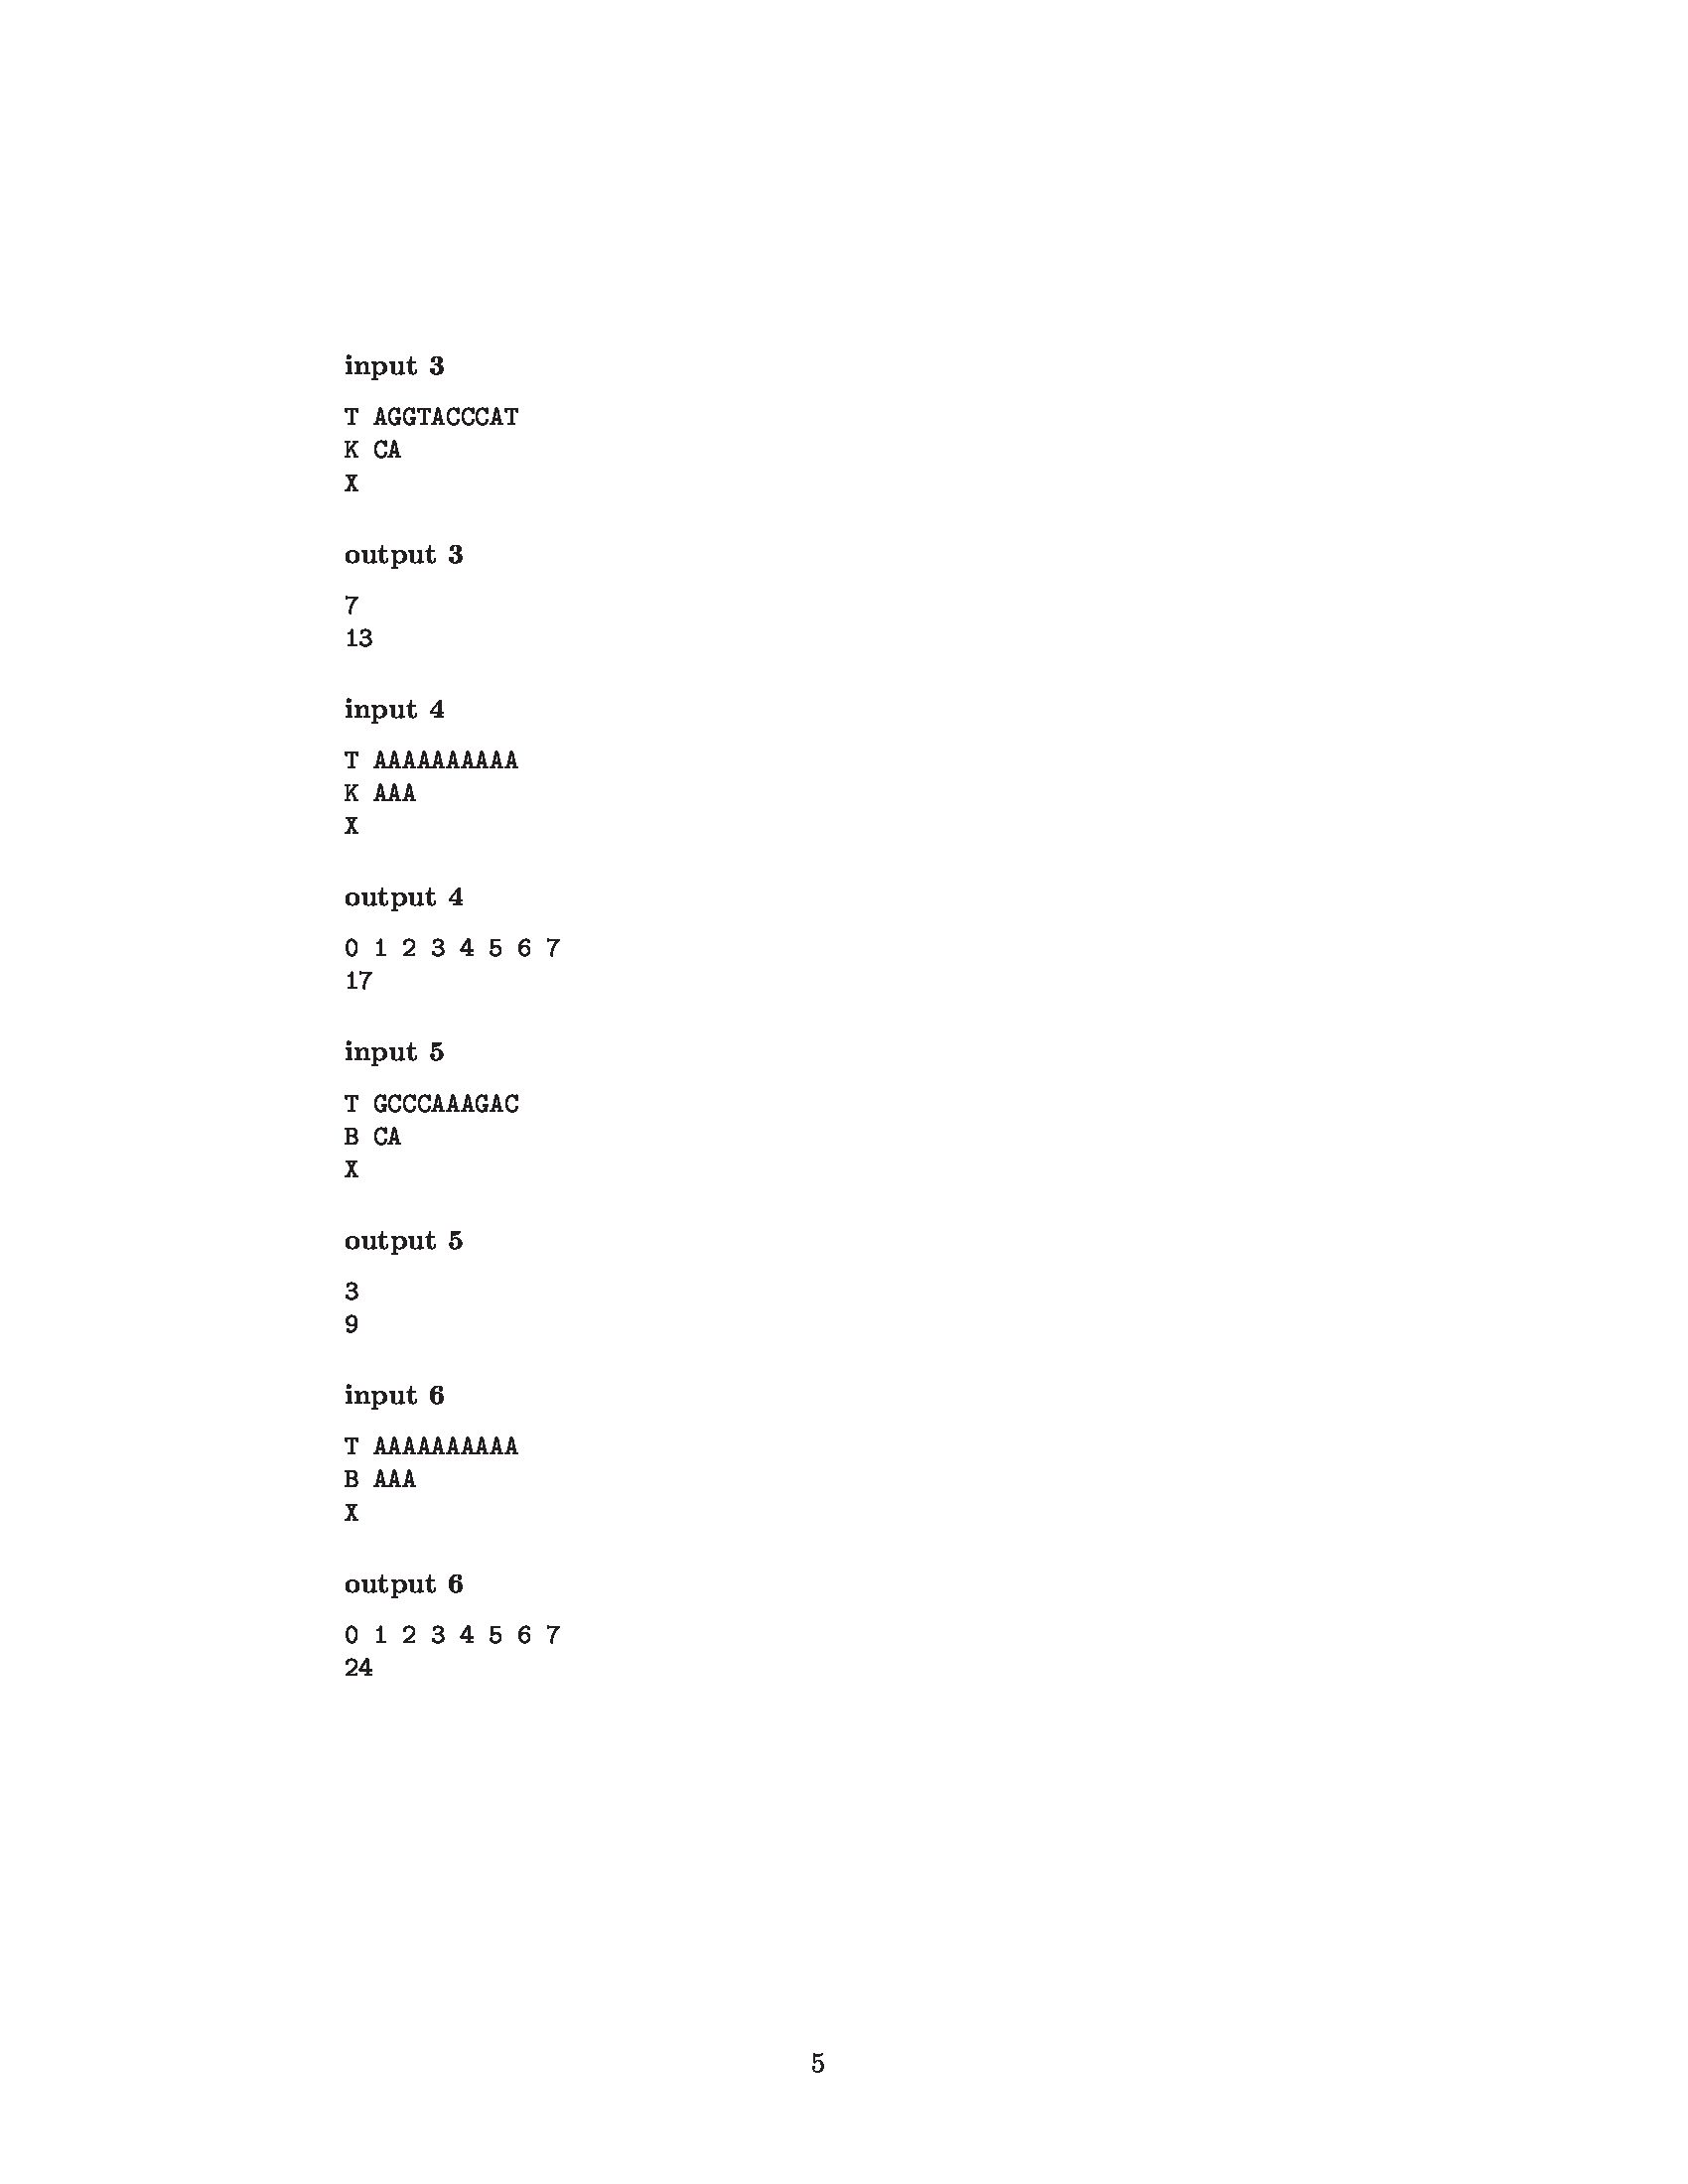 input 3
T AGGTACCCAT
K CA
X
output 3
7
13
input 4
T AAAAAAAAAA
K AAA
X
output 4
0 1 2 3 4 5 6 7
17
input 5
T GCCCAAAGAC
B CA
X
output 5
3
9
input 6
T AAAAAAAAAA
B AAA
X
output 6
0 1 2 3 4 5 6 7
24
5